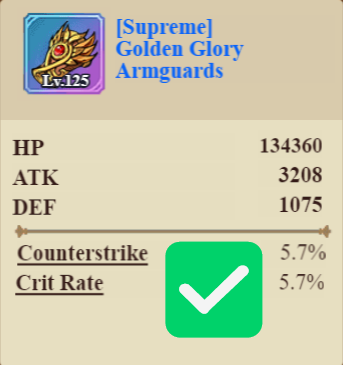 [Supreme]
Golden Glory
Armguards
Lv.125
HP 134360
ATK 3208
DEF 1075
Counterstrike 5.7%
Crit Rate 5.7%